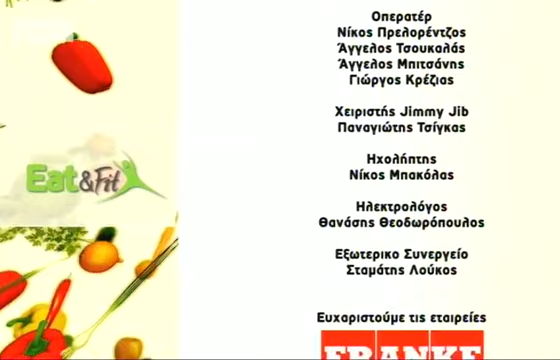 Eat&Fit
Οπερατέρ
Νίκος Πρελορέντζος
Άγγελος Τσουκαλάς
Άγγελος Μπιτσάνης
Γιώργος Κρέζιας
Χειριστής Jimmy Jib
Παναγιώτης Τσίγκας
Ηχολήπτης
Νίκος Μπακόλας
Ηλεκτρολόγος
Θανάσης Θεοδωρόπουλος
Εξωτερικο Συνεργείο
Σταμάτης Λούκος
Ευχαριστούμε τις εταιρείες
FRANKE